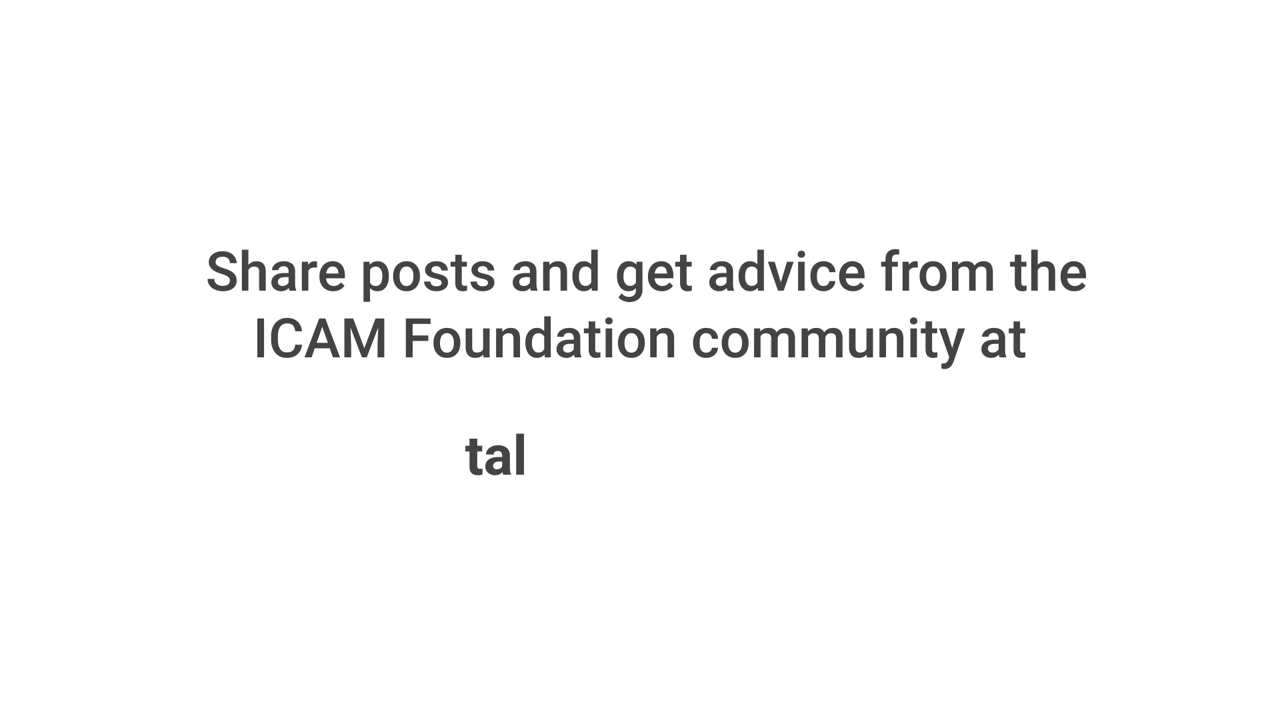 Share posts and get advice from the
ICAM Foundation community at
tal